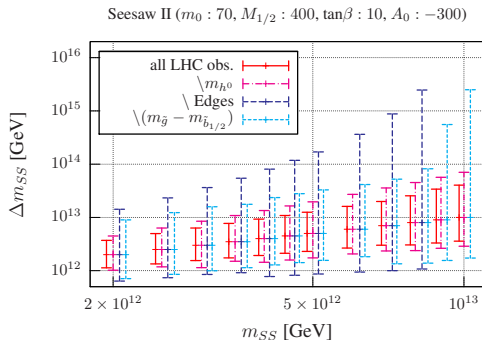 Seesaw II (m₀ : 70, M₁/₂ : 400, tanβ : 10, A₀ : −300)
10¹⁶
10¹⁵
10¹⁴
10¹³
10¹²
Δm_SS [GeV]
all LHC obs.
\m_h⁰
\ Edges
\(m_g̃ − m_b̃₁/₂)
2 × 10¹²
5 × 10¹²
10¹³
m_SS [GeV]